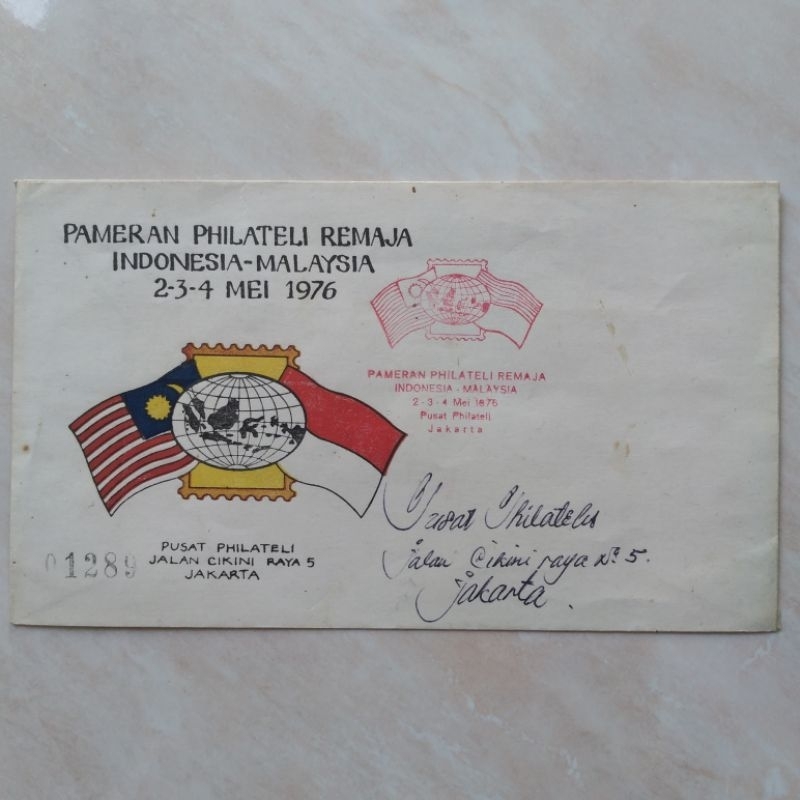 PAMERAN PHILATELI REMAJA
INDONESIA-MALAYSIA
2-3-4 MEI 1976
PAMERAN PHILATELI REMAJA
INDONESIA - MALAYSIA
2-3-4 Mei 1976
Pusat Philateli
Jakarta
PUSAT PHILATELI
JALAN CIKINI RAYA 5
JAKARTA
01289
Pusat Philatelis
jalan Cikini raya No 5.
jakarta.